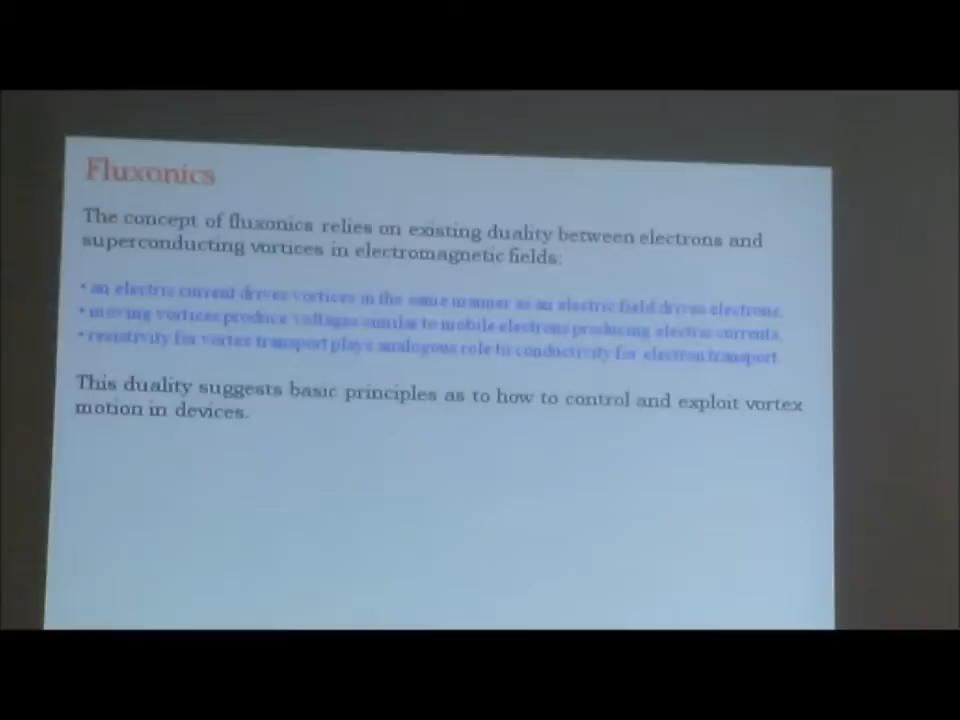 Fluxonics
The concept of fluxonics relies on existing duality between electrons and
superconducting vortices in electromagnetic fields:
• an electric current drives vortices in the same manner as an electric field drives electrons,
• moving vortices produce voltages similar to mobile electrons producing electric currents,
• resistivity for vortex transport plays analogous role to conductivity for electron transport.
This duality suggests basic principles as to how to control and exploit vortex
motion in devices.